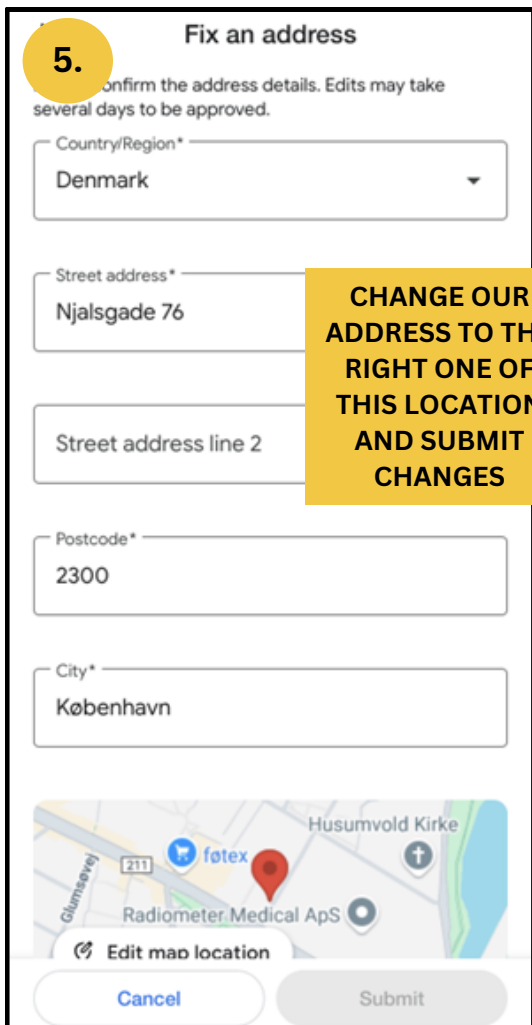 Fix an address
5.
onfirm the address details. Edits may take
several days to be approved.
Country/Region*
Denmark
Street address*
Njalsgade 76
CHANGE OUR
ADDRESS TO TH
RIGHT ONE OF
THIS LOCATION
AND SUBMIT
CHANGES
Street address line 2
Postcode*
2300
City*
København
Husumvold Kirke
føtex
211
Glumsøvej
Radiometer Medical ApS
Edit map location
Cancel
Submit